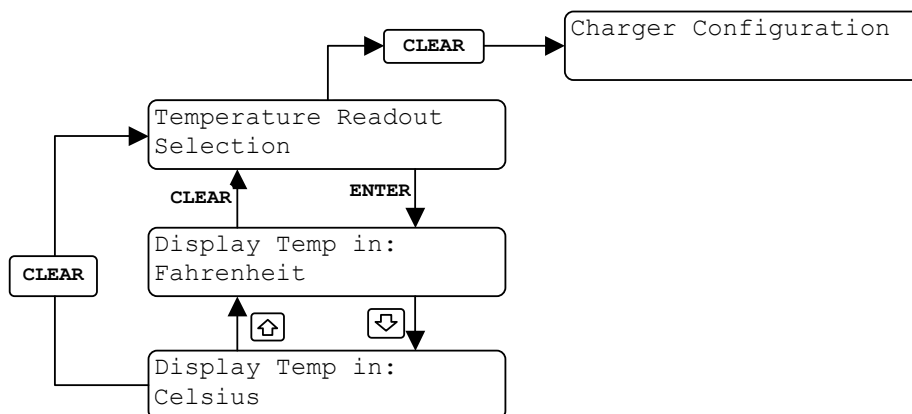 CLEAR
Charger Configuration
Temperature Readout
Selection
CLEAR
ENTER
Display Temp in:
Fahrenheit
CLEAR
Display Temp in:
Celsius